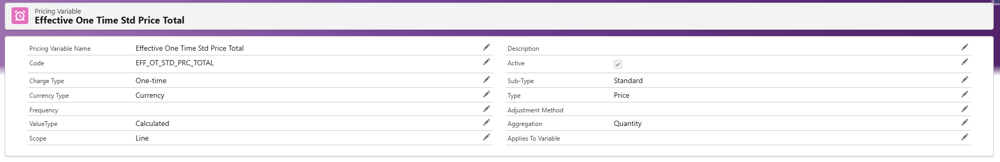 Pricing Variable
Effective One Time Std Price Total
Pricing Variable Name Effective One Time Std Price Total Description
Code EFF_OT_STD_PRC_TOTAL Active
Charge Type One-time Sub-Type Standard
Currency Type Currency Type Price
Frequency Adjustment Method
ValueType Calculated Aggregation Quantity
Scope Line Applies To Variable